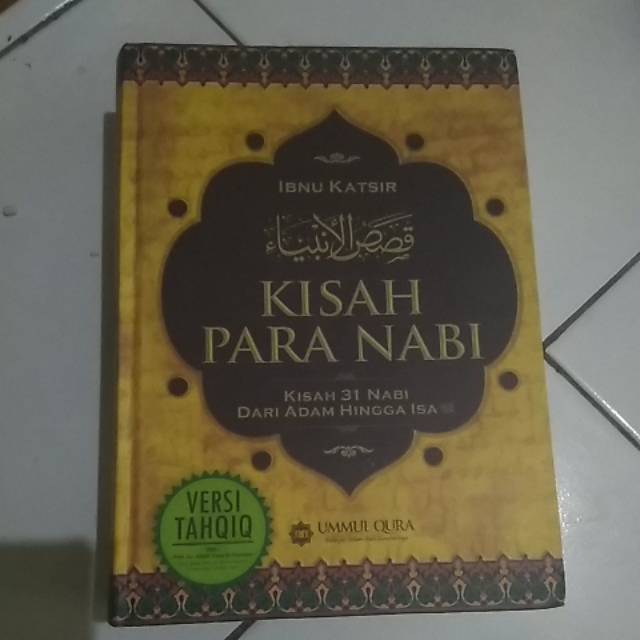 IBNU KATSIR
قصص الأنبياء
KISAH
PARA NABI
KISAH 31 NABI
DARI ADAM HINGGA ISA
VERSI
TAHQIQ
UMMUL QURA